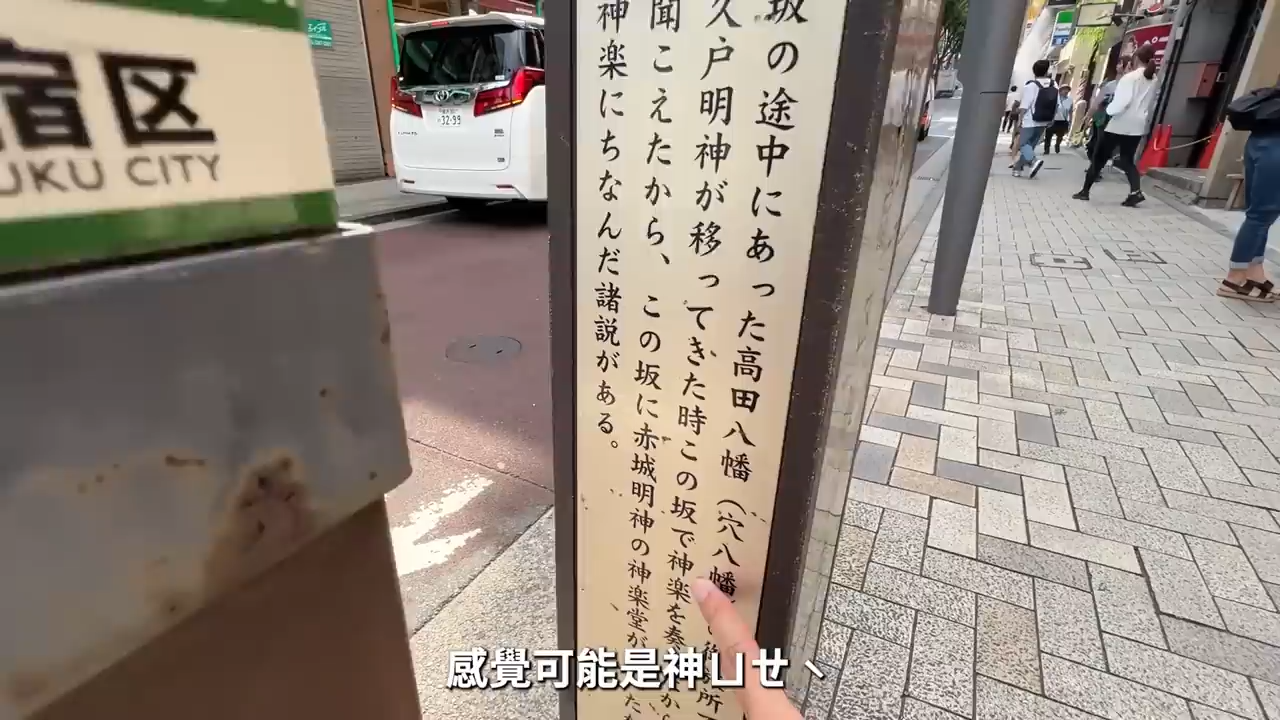 坂の途中にあった高田八幡（穴八幡
久戸明神が移ってきた時この坂で神楽を奏
聞こえたから、この坂に赤城明神の神楽堂が
神楽にちなんだ諸説がある。
宿区
UKU CITY
32-99
感覺可能是神ㄩㄝヽ